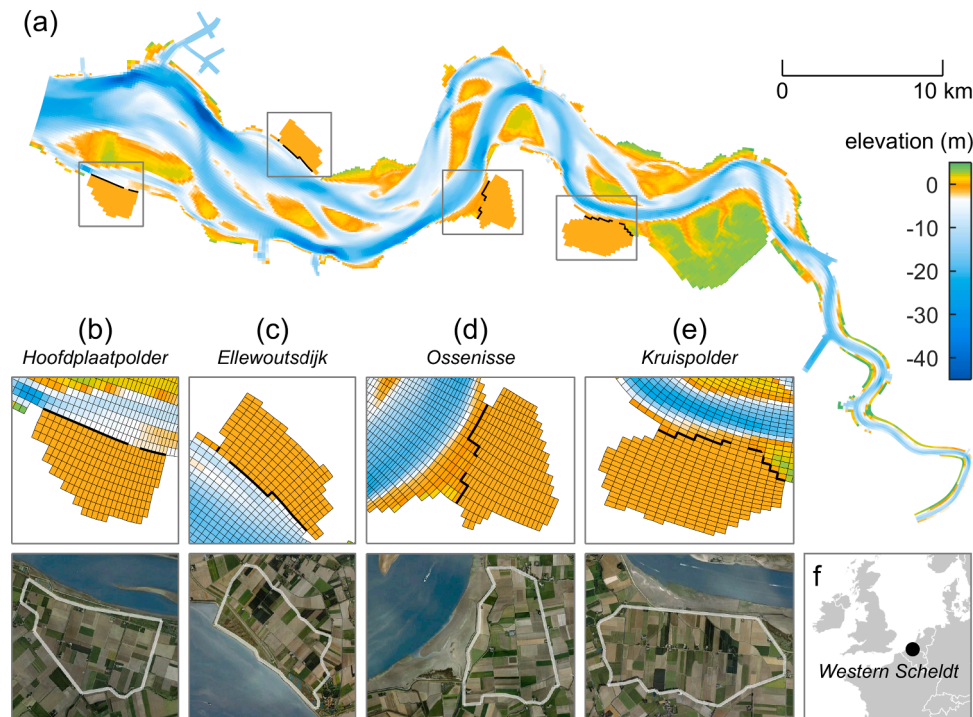 (a)
0
10 km
elevation (m)
0
-10
-20
-30
-40
(b)
Hoofdplaatpolder
(c)
Ellewoutsdijk
(d)
Ossenisse
(e)
Kruispolder
f
Western Scheldt